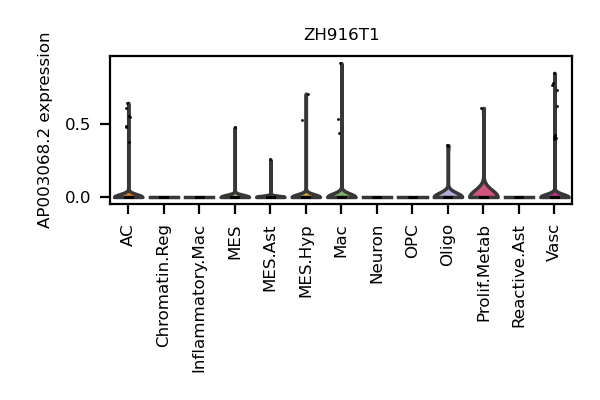 ZH916T1
AP003068.2 expression
0.5
0.0
AC
Chromatin.Reg
Inflammatory.Mac
MES
MES.Ast
MES.Hyp
Mac
Neuron
OPC
Oligo
Prolif.Metab
Reactive.Ast
Vasc